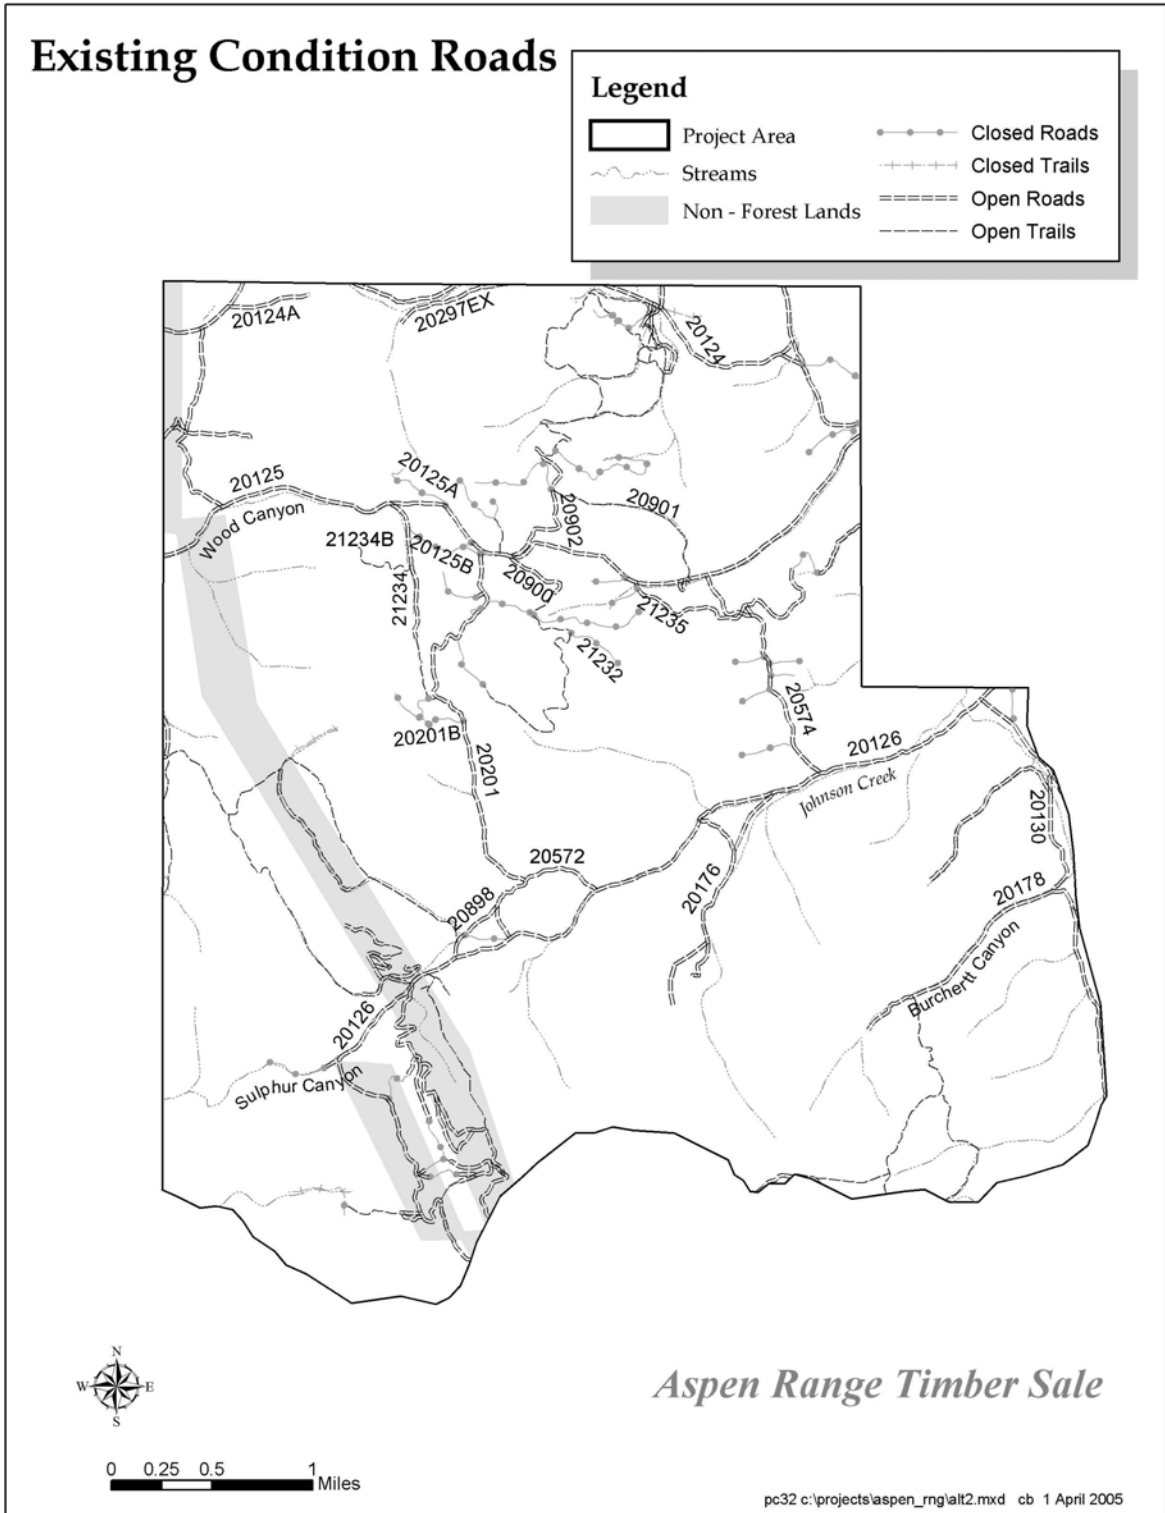 Existing Condition Roads
Legend
Project Area
Streams
Non - Forest Lands
Closed Roads
Closed Trails
Open Roads
Open Trails
20124A
20297EX
20124
20125
20125A
20901
20902
Wood Canyon
21234B
20125B
20900
21234
21235
21232
20574
20201B
20201
20126
Johnson Creek
20130
20572
20176
20178
20898
Burchertt Canyon
20126
Sulphur Canyon
N
W E
S
Aspen Range Timber Sale
0 0.25 0.5 1
Miles
pc32 c:\projects\aspen_rng\alt2.mxd cb 1 April 2005